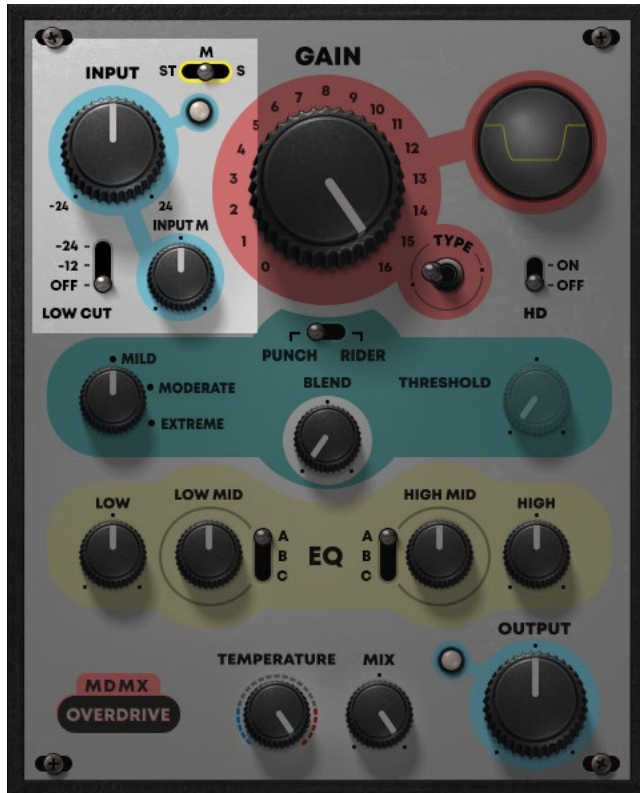 GAIN
M
ST S
INPUT
-24 24
INPUT M
-24
-12
OFF
LOW CUT
0
1
2
3
4
5
6
7
8
9
10
11
12
13
14
15
16
TYPE
ON
OFF
HD
PUNCH RIDER
MILD
MODERATE
EXTREME
BLEND
THRESHOLD
LOW
LOW MID
A
B
C
EQ
A
B
C
HIGH MID
HIGH
OUTPUT
TEMPERATURE
MIX
MDMX
OVERDRIVE